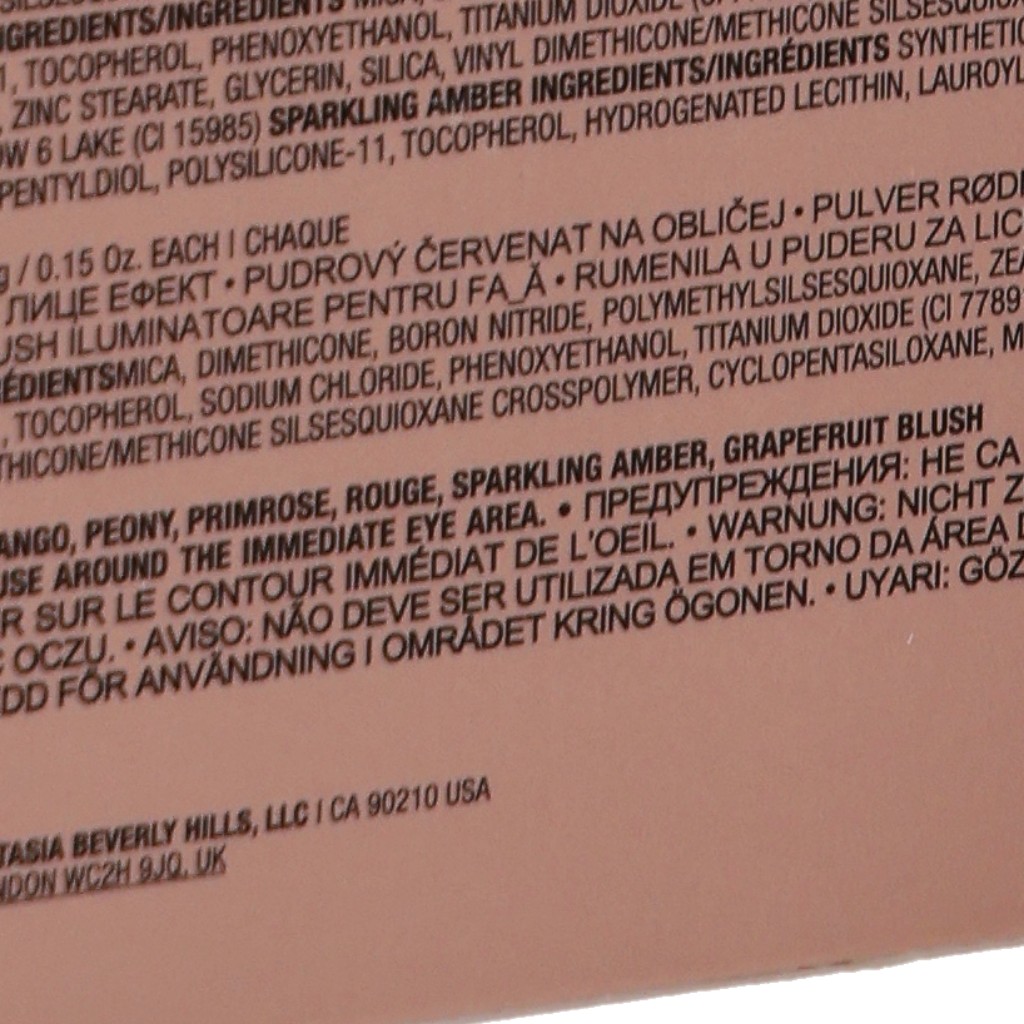 INGREDIENTS/INGRÉDIENTS MICA,
TOCOPHEROL, PHENOXYETHANOL, TITANIUM DIOXIDE
ZINC STEARATE, GLYCERIN, SILICA, VINYL DIMETHICONE/METHICONE
6 LAKE (CI 15985) SPARKLING AMBER INGREDIENTS/INGRÉDIENTS SYNTHETIC
PENTYLDIOL, POLYSILICONE-11, TOCOPHEROL, HYDROGENATED LECITHIN, LAUROYL
g / 0.15 Oz. EACH | CHAQUE
ЛИЦЕ ЕФЕКТ • PUDROVÝ ČERVENAT NA OBLIČEJ • PULVER
USH ILUMINATOARE PENTRU FA_Ă • RUMENILA U PUDERU ZA LIC
ÉDIENTSMICA, DIMETHICONE, BORON NITRIDE, POLYMETHYLSILSESQUIOXANE,
, TOCOPHEROL, SODIUM CHLORIDE, PHENOXYETHANOL, TITANIUM DIOXIDE (CI 7789
THICONE/METHICONE SILSESQUIOXANE CROSSPOLYMER, CYCLOPENTASILOXANE, M
ANGO, PEONY, PRIMROSE, ROUGE, SPARKLING AMBER, GRAPEFRUIT BLUSH
USE AROUND THE IMMEDIATE EYE AREA. • ПРЕДУПРЕЖДЕНИЯ: НЕ СА
R SUR LE CONTOUR IMMÉDIAT DE L'OEIL. • WARNUNG: NICHT Z
OCZU. • AVISO: NÃO DEVE SER UTILIZADA EM TORNO DA ÁREA D
DD FÖR ANVÄNDNING I OMRÅDET KRING ÖGONEN. • UYARI: GÖZ
TASIA BEVERLY HILLS, LLC | CA 90210 USA
NDON WC2H 9JQ. UK